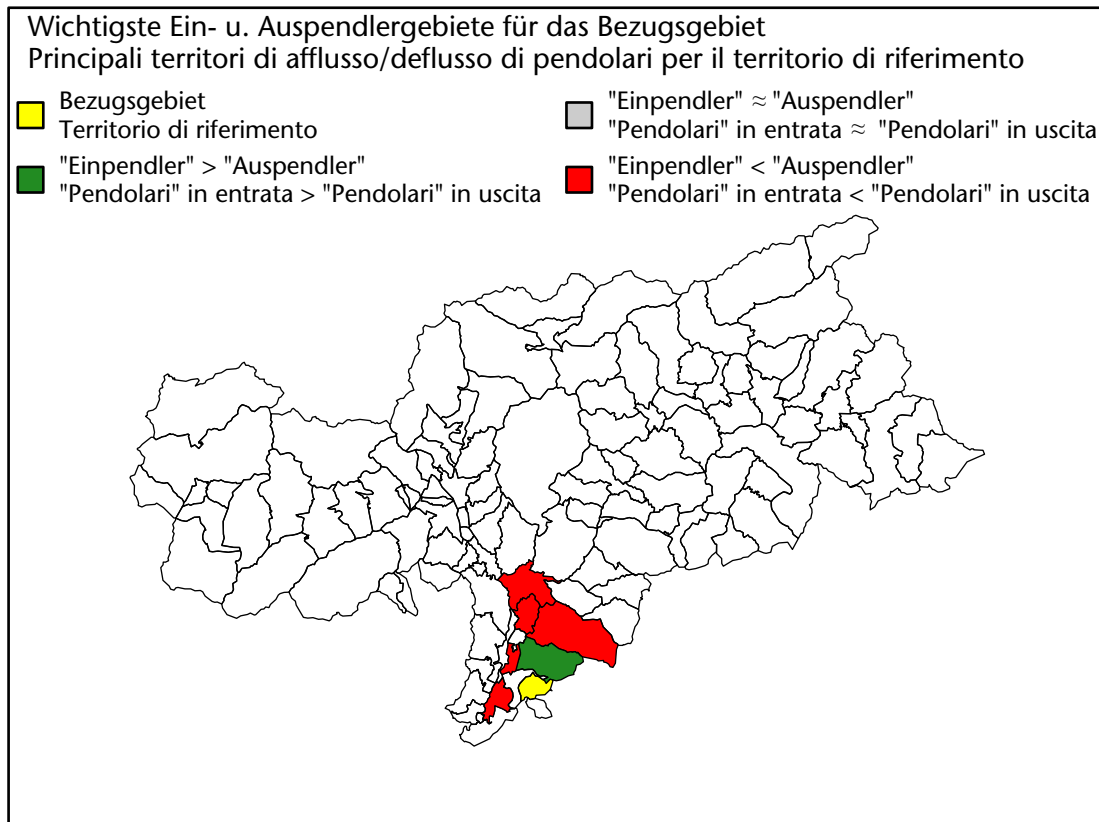 Wichtigste Ein- u. Auspendlergebiete für das Bezugsgebiet
Principali territori di afflusso/deflusso di pendolari per il territorio di riferimento
Bezugsgebiet
Territorio di riferimento
"Einpendler" > "Auspendler"
"Pendolari" in entrata > "Pendolari" in uscita
"Einpendler" ≈ "Auspendler"
"Pendolari" in entrata ≈ "Pendolari" in uscita
"Einpendler" < "Auspendler"
"Pendolari" in entrata < "Pendolari" in uscita